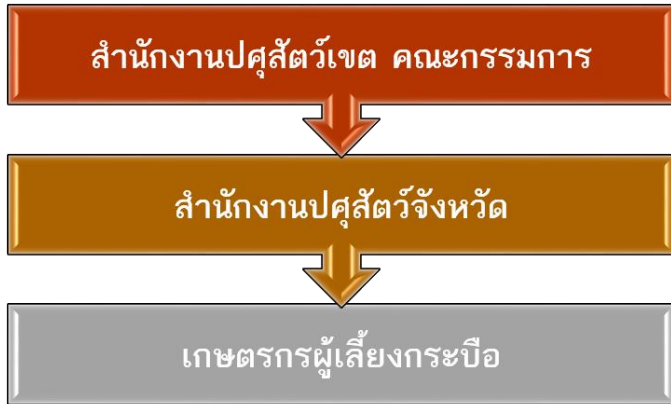 สำนักงานปศุสัตว์เขต คณะกรรมการ
สำนักงานปศุสัตว์จังหวัด
เกษตรกรผู้เลี้ยงกระบือ